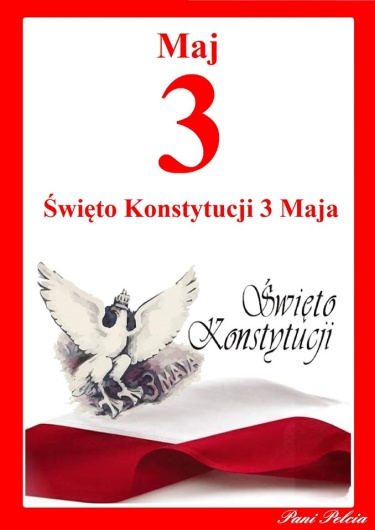 Maj
3
Święto Konstytucji 3 Maja
Święto
Konstytucji
3 MAJA
Pani Pelcia